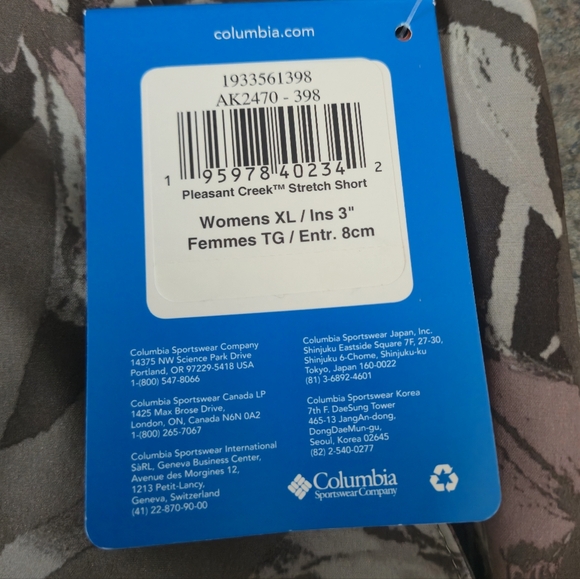 columbia.com
1933561398
AK2470 - 398
1 95978 40234 2
Pleasant Creek™ Stretch Short
Womens XL / Ins 3"
Femmes TG / Entr. 8cm
Columbia Sportswear Company
14375 NW Science Park Drive
Portland, OR 97229-5418 USA
1-(800) 547-8066
Columbia Sportswear Canada LP
1425 Max Brose Drive,
London, ON, Canada N6N 0A2
1-(800) 265-7067
Columbia Sportswear International
SàRL, Geneva Business Center,
Avenue des Morgines 12,
1213 Petit-Lancy,
Geneva, Switzerland
(41) 22-870-90-00
Columbia Sportswear Japan, Inc.
Shinjuku Eastside Square 7F, 27-30,
Shinjuku 6-Chome, Shinjuku-ku
Tokyo, Japan 160-0022
(81) 3-6892-4601
Columbia Sportswear Korea
7th F. DaeSung Tower
465-13 JangAn-dong,
DongDaeMun-gu,
Seoul, Korea 02645
(82) 2-540-0277
Columbia
Sportswear Company